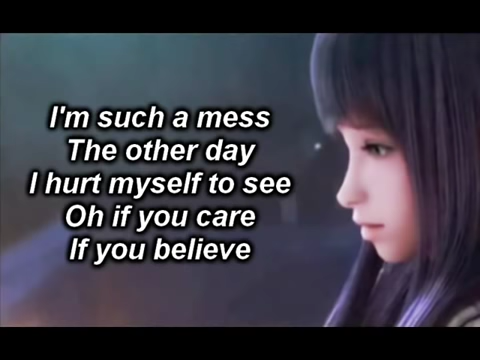 I'm such a mess
The other day
I hurt myself to see
Oh if you care
If you believe